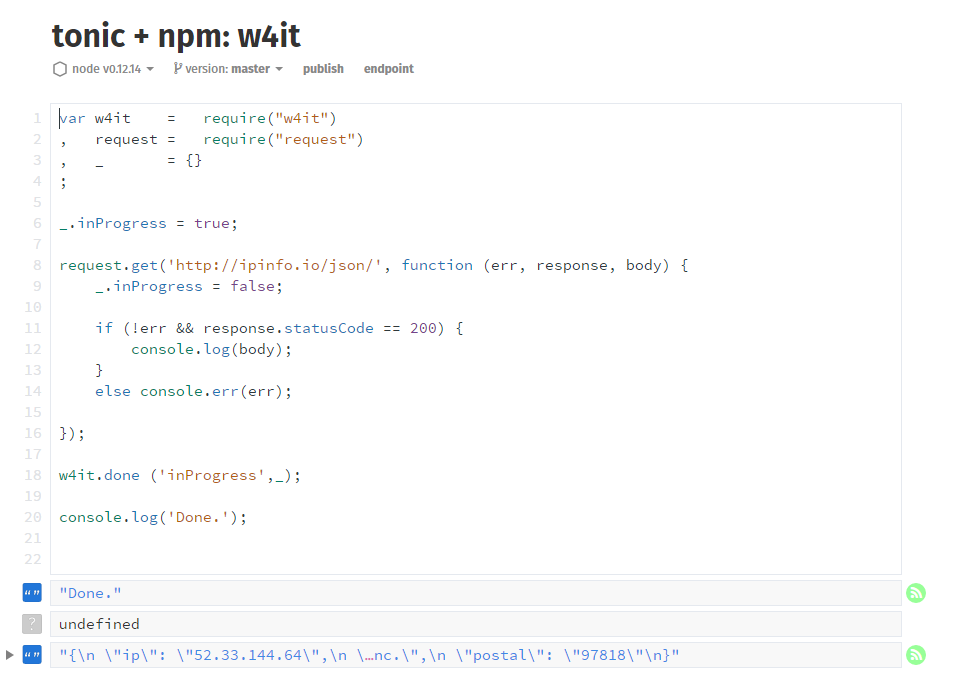 tonic + npm: w4it
node v0.12.14 version: master publish endpoint
1 var w4it    =   require("w4it")
2 ,   request =   require("request")
3 ,   _       = {}
4 ;
5
6 _.inProgress = true;
7
8 request.get('http://ipinfo.io/json/', function (err, response, body) {
9     _.inProgress = false;
10
11     if (!err && response.statusCode == 200) {
12         console.log(body);
13     }
14     else console.err(err);
15
16 });
17
18 w4it.done ('inProgress',_);
19
20 console.log('Done.');
21
22
“” "Done."
? undefined
“” "{\n \"ip\": \"52.33.144.64\",\n \…nc.\",\n \"postal\": \"97818\"\n}"